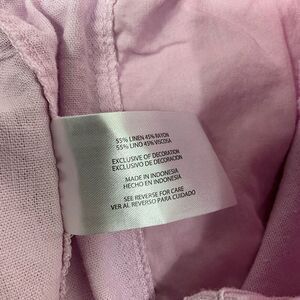 55% LINEN 45% RAYON
55% LINO 45% VISCOSA
EXCLUSIVE OF DECORATION
EXCLUSIVO DE DECORACION
MADE IN INDONESIA
HECHO EN INDONESIA
SEE REVERSE FOR CARE
VER AL REVERSO PARA CUIDADO